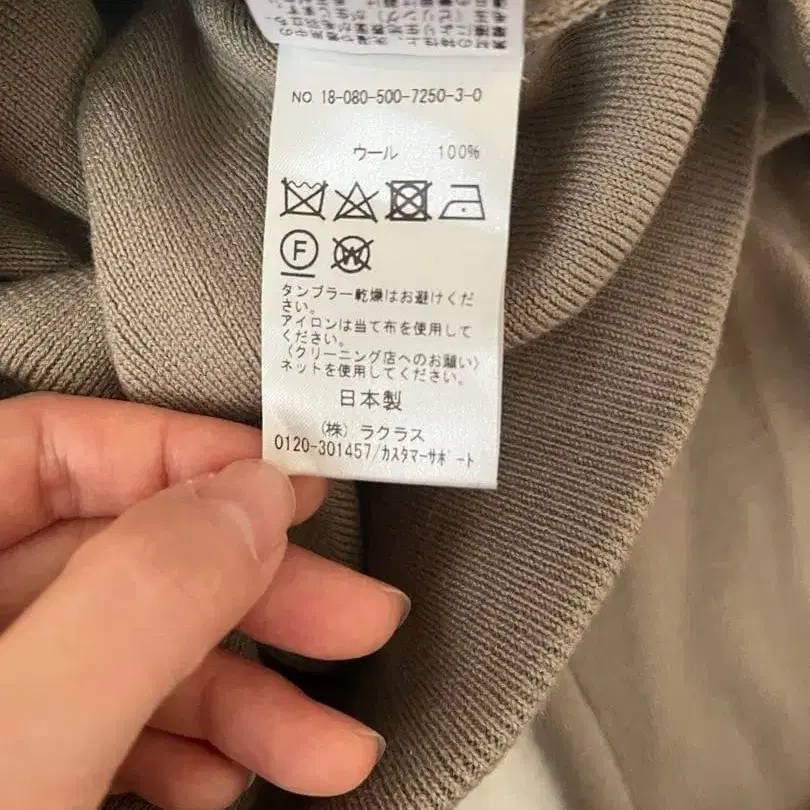 NO. 18-080-500-7250-3-0
ウール 100%
F
W
タンブラー乾燥はお避けくだ
さい。
アイロンは当て布を使用して
ください。
〈クリーニング店へのお願い〉
ネットを使用してください。
日本製
(株) ラクラス
0120-301457/カスタマーサポート